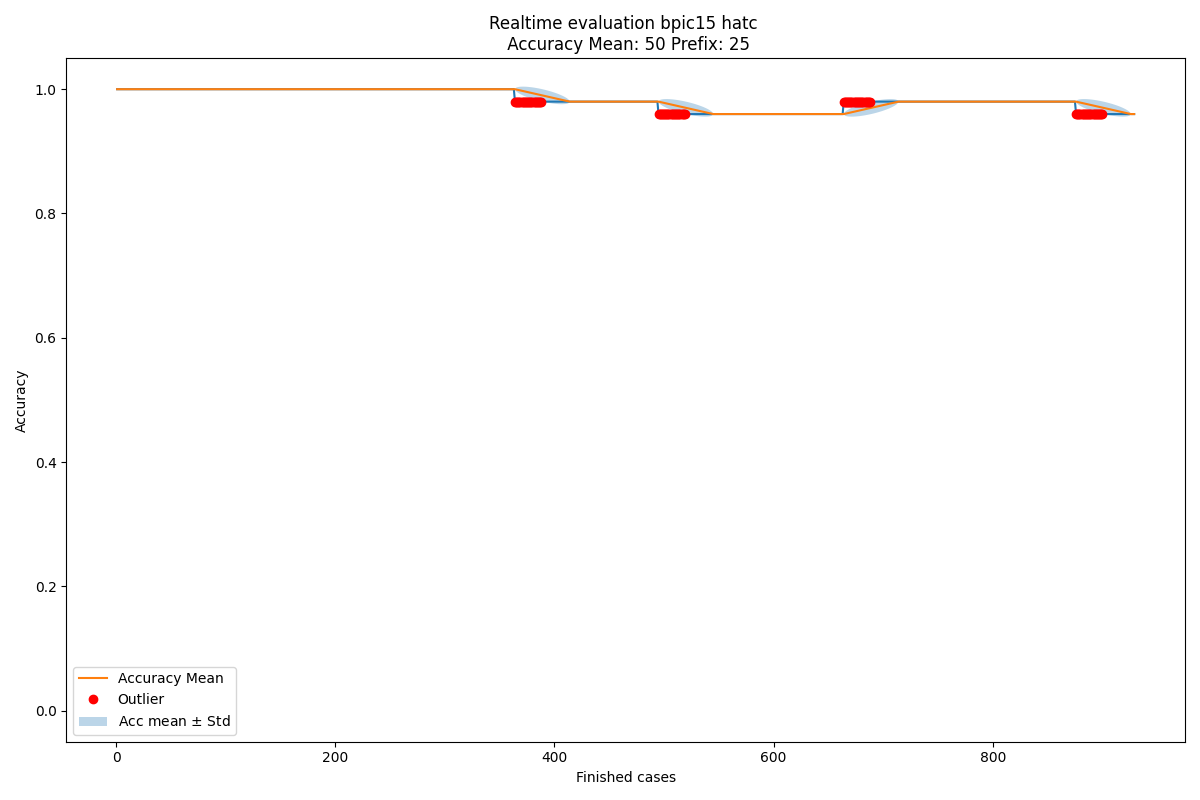 Realtime evaluation bpic15 hatc
Accuracy Mean: 50 Prefix: 25
1.0
0.8
0.6
0.4
0.2
0.0
Accuracy
Accuracy Mean
Outlier
Acc mean ± Std
0 200 400 600 800
Finished cases